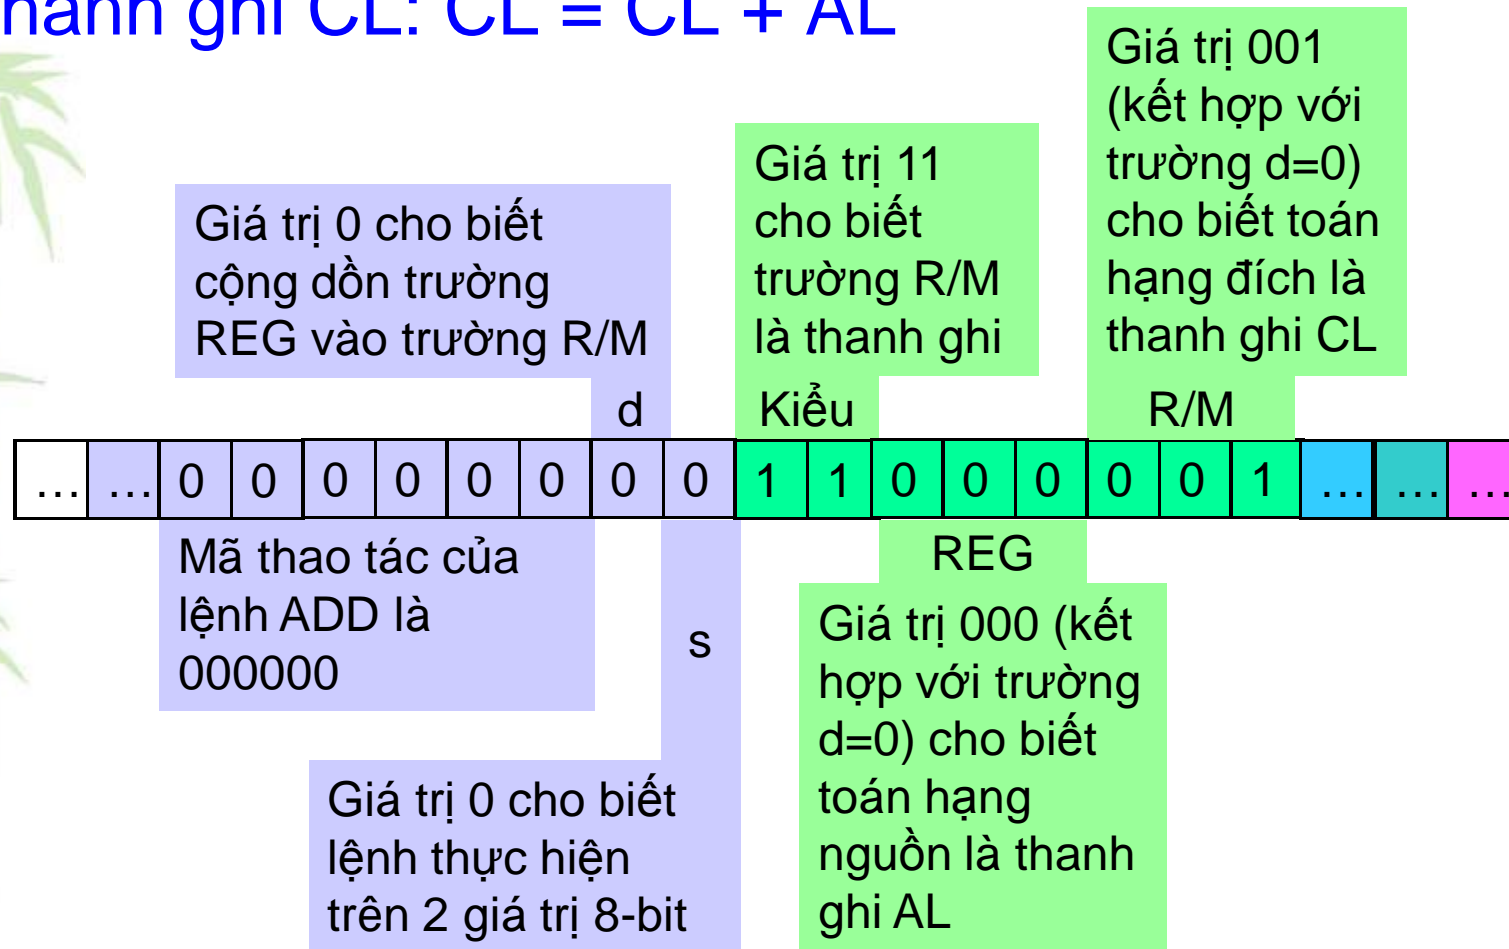 hanh ghi CL: CL = CL + AL
Giá trị 0 cho biết
cộng dồn trường
REG vào trường R/M
Giá trị 11
cho biết
trường R/M
là thanh ghi
Giá trị 001
(kết hợp với
trường d=0)
cho biết toán
hạng đích là
thanh ghi CL
d
Kiểu
R/M
... ... 0 0 0 0 0 0 0 0 1 1 0 0 0 0 0 1 ... ... ...
Mã thao tác của
lệnh ADD là
000000
s
Giá trị 0 cho biết
lệnh thực hiện
trên 2 giá trị 8-bit
REG
Giá trị 000 (kết
hợp với trường
d=0) cho biết
toán hạng
nguồn là thanh
ghi AL